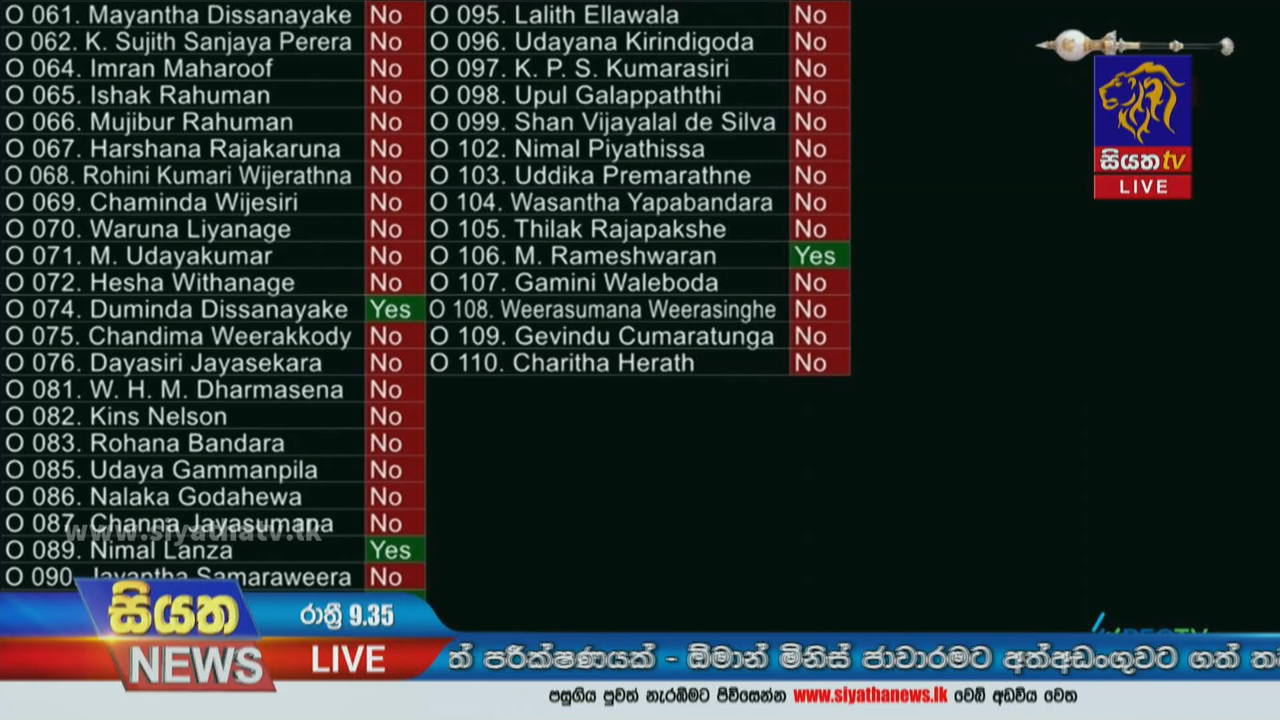 O 061. Mayantha Dissanayake No
O 062. K. Sujith Sanjaya Perera No
O 064. Imran Maharoof No
O 065. Ishak Rahuman No
O 066. Mujibur Rahuman No
O 067. Harshana Rajakaruna No
O 068. Rohini Kumari Wijerathna No
O 069. Chaminda Wijesiri No
O 070. Waruna Liyanage No
O 071. M. Udayakumar No
O 072. Hesha Withanage No
O 074. Duminda Dissanayake Yes
O 075. Chandima Weerakkody No
O 076. Dayasiri Jayasekara No
O 081. W. H. M. Dharmasena No
O 082. Kins Nelson No
O 083. Rohana Bandara No
O 085. Udaya Gammanpila No
O 086. Nalaka Godahewa No
O 087. Channa Jayasumana No
www.siyathatv.lk
O 089. Nimal Lanza Yes
O 090. Jayantha Samaraweera No
O 095. Lalith Ellawala No
O 096. Udayana Kirindigoda No
O 097. K. P. S. Kumarasiri No
O 098. Upul Galappaththi No
O 099. Shan Vijayalal de Silva No
O 102. Nimal Piyathissa No
O 103. Uddika Premarathne No
O 104. Wasantha Yapabandara No
O 105. Thilak Rajapakshe No
O 106. M. Rameshwaran Yes
O 107. Gamini Waleboda No
O 108. Weerasumana Weerasinghe No
O 109. Gevindu Cumaratunga No
O 110. Charitha Herath No
සියත tv
LIVE
සියත
NEWS
රාත්‍රී 9.35
LIVE
ත් පරීක්ෂණයක් - ඕමාන් මිනිස් ජාවාරමට අත්අඩංගුවට ගත්
පසුගිය පුවත් නැරඹීමට පිවිසෙන්න www.siyathanews.lk වෙබ් අඩවිය වෙත